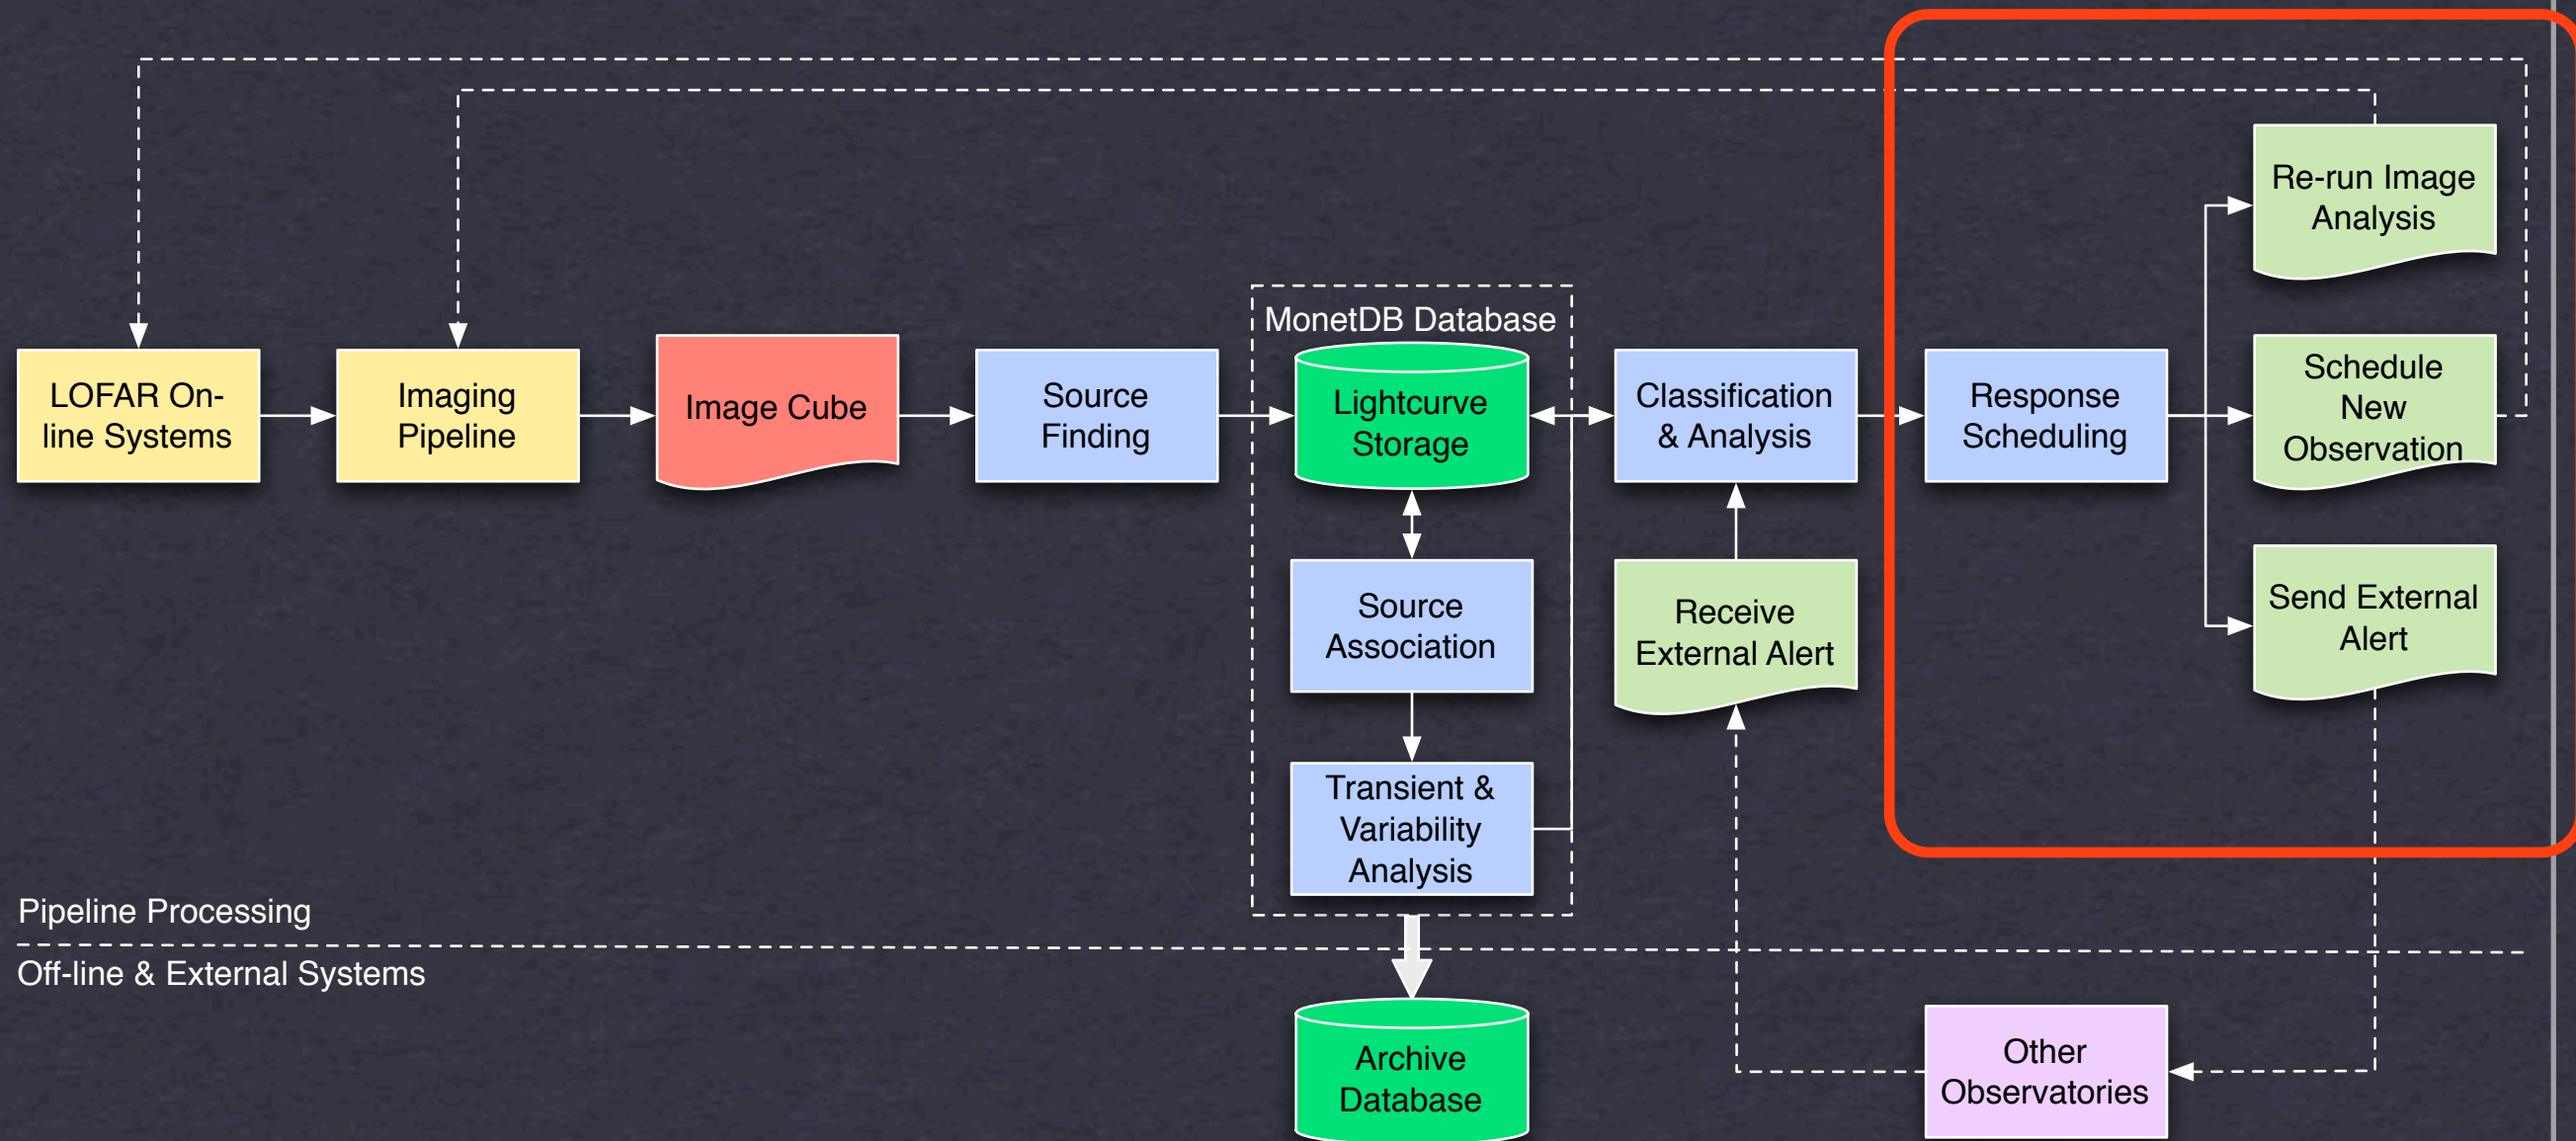 LOFAR On-
line Systems
Imaging
Pipeline
Image Cube
Source
Finding
MonetDB Database
Lightcurve
Storage
Source
Association
Transient &
Variability
Analysis
Classification
& Analysis
Receive
External Alert
Response
Scheduling
Re-run Image
Analysis
Schedule
New
Observation
Send External
Alert
Pipeline Processing
Off-line & External Systems
Archive
Database
Other
Observatories